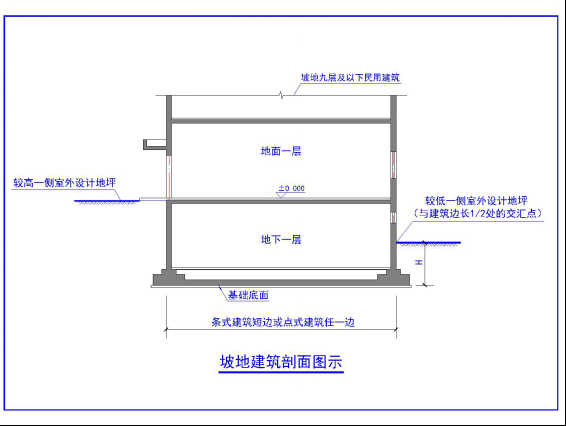 坡地九层及以下民用建筑
地面一层
较高一侧室外设计地坪
±0.000
较低一侧室外设计地坪
（与建筑边长1/2处的交汇点）
地下一层
H
基础底面
条式建筑短边或点式建筑任一边
坡地建筑剖面图示